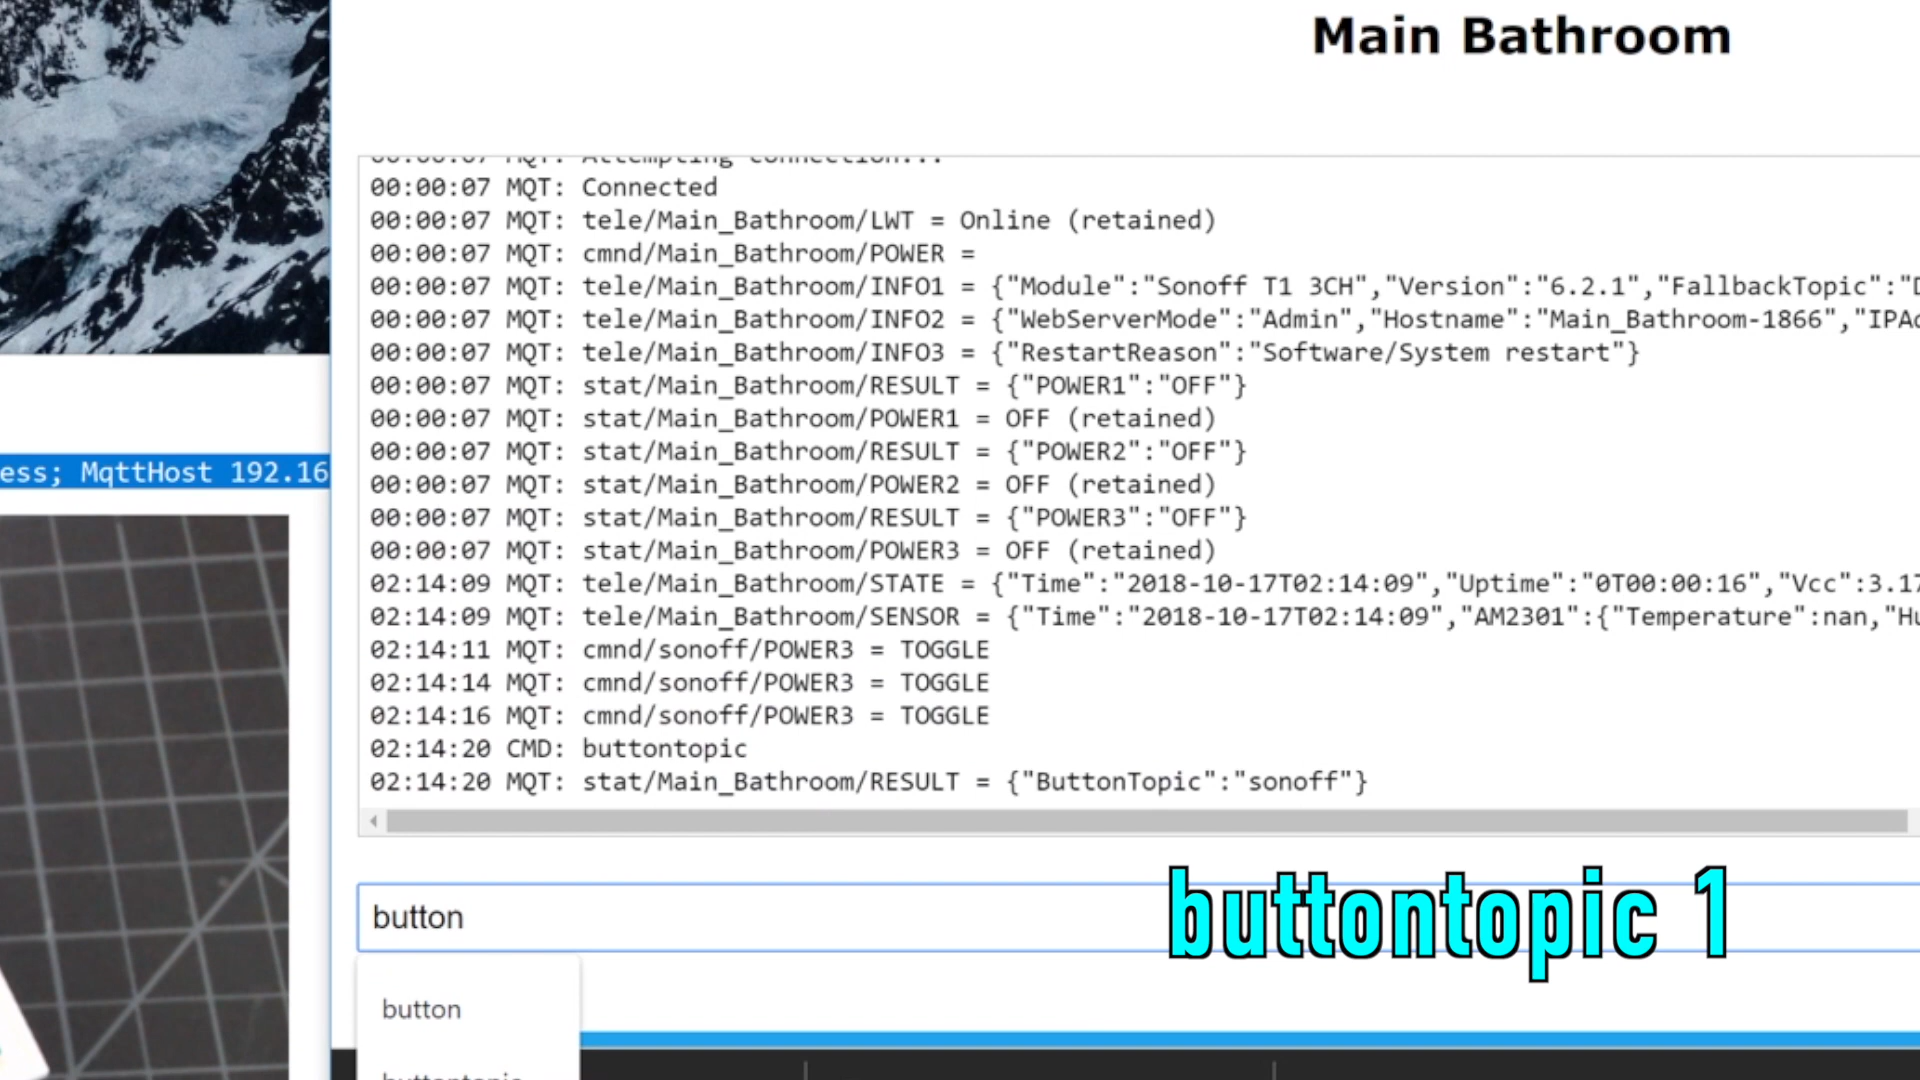 Main Bathroom
00:00:07 MQT: Attempting connection...
00:00:07 MQT: Connected
00:00:07 MQT: tele/Main_Bathroom/LWT = Online (retained)
00:00:07 MQT: cmnd/Main_Bathroom/POWER =
00:00:07 MQT: tele/Main_Bathroom/INFO1 = {"Module":"Sonoff T1 3CH","Version":"6.2.1","FallbackTopic":"D
00:00:07 MQT: tele/Main_Bathroom/INFO2 = {"WebServerMode":"Admin","Hostname":"Main_Bathroom-1866","IPAd
00:00:07 MQT: tele/Main_Bathroom/INFO3 = {"RestartReason":"Software/System restart"}
00:00:07 MQT: stat/Main_Bathroom/RESULT = {"POWER1":"OFF"}
00:00:07 MQT: stat/Main_Bathroom/POWER1 = OFF (retained)
00:00:07 MQT: stat/Main_Bathroom/RESULT = {"POWER2":"OFF"}
00:00:07 MQT: stat/Main_Bathroom/POWER2 = OFF (retained)
00:00:07 MQT: stat/Main_Bathroom/RESULT = {"POWER3":"OFF"}
00:00:07 MQT: stat/Main_Bathroom/POWER3 = OFF (retained)
02:14:09 MQT: tele/Main_Bathroom/STATE = {"Time":"2018-10-17T02:14:09","Uptime":"0T00:00:16","Vcc":3.17
02:14:09 MQT: tele/Main_Bathroom/SENSOR = {"Time":"2018-10-17T02:14:09","AM2301":{"Temperature":nan,"Hu
02:14:11 MQT: cmnd/sonoff/POWER3 = TOGGLE
02:14:14 MQT: cmnd/sonoff/POWER3 = TOGGLE
02:14:16 MQT: cmnd/sonoff/POWER3 = TOGGLE
02:14:20 CMD: buttontopic
02:14:20 MQT: stat/Main_Bathroom/RESULT = {"ButtonTopic":"sonoff"}
ess; MqttHost 192.16
button
buttontopic 1
button
buttontopic